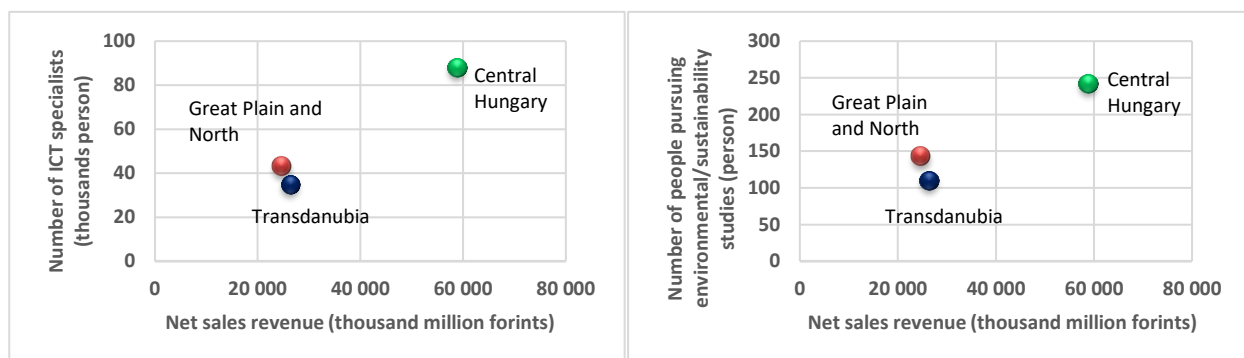 Number of ICT specialists
(thousands person)
100
80
60
40
20
0
Central
Hungary
Great Plain and
North
Transdanubia
0
20 000
40 000
60 000
80 000
Net sales revenue (thousand million forints)
Number of people pursuing
environmental/sustainability
studies (person)
300
250
200
150
100
50
0
Central
Hungary
Great Plain
and North
Transdanubia
0
20 000
40 000
60 000
80 000
Net sales revenue (thousand million forints)